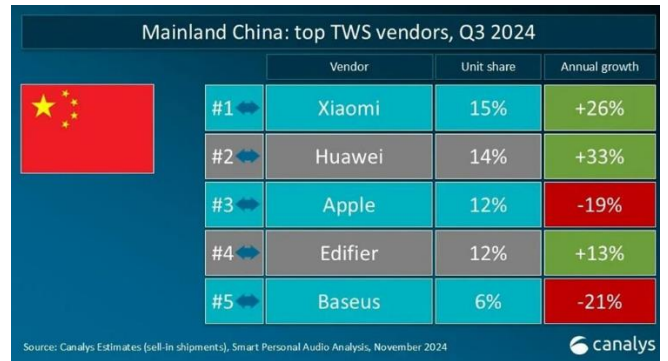 Mainland China: top TWS vendors, Q3 2024
Vendor Unit share Annual growth
#1 Xiaomi 15% +26%
#2 Huawei 14% +33%
#3 Apple 12% -19%
#4 Edifier 12% +13%
#5 Baseus 6% -21%
Source: Canalys Estimates (sell-in shipments), Smart Personal Audio Analysis, November 2024
canalys